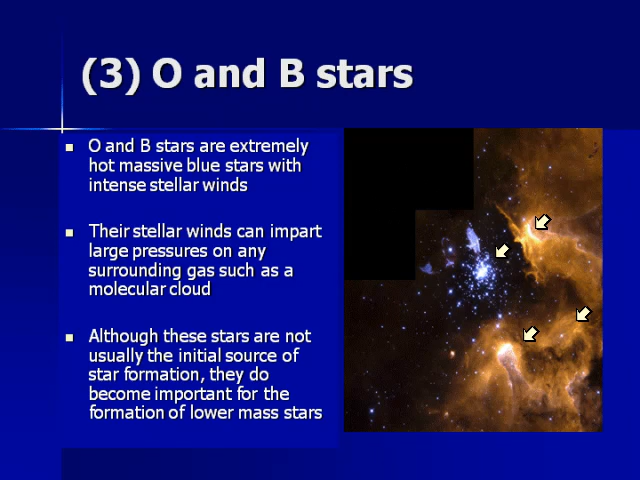 (3) O and B stars
O and B stars are extremely
hot massive blue stars with
intense stellar winds
Their stellar winds can impart
large pressures on any
surrounding gas such as a
molecular cloud
Although these stars are not
usually the initial source of
star formation, they do
become important for the
formation of lower mass stars